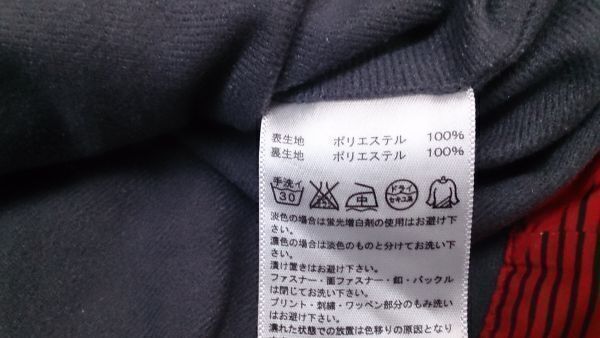 表生地 ポリエステル 100%
裏生地 ポリエステル 100%
手洗イ
30
中
ドライ
セキユ系
淡色の場合は蛍光増白剤の使用はお避け下
さい。
濃色の場合は淡色のものと分けてお洗い下
さい。
漬け置きはお避け下さい。
ファスナー・面ファスナー・釦・バックル
は閉じてお洗い下さい。
プリント・刺繍・ワッペン部分のもみ洗い
はお避け下さい。
濡れた状態での放置は色移りの原因となり